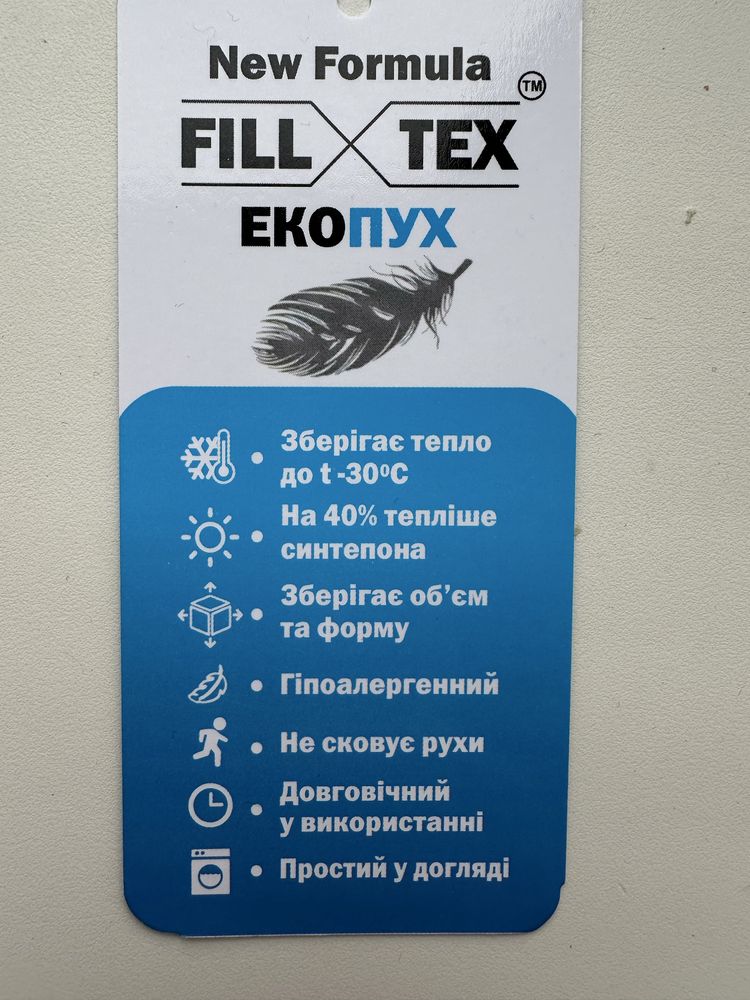 New Formula
FILL TEX TM
ЕКОПУХ
Зберігає тепло
до t -30⁰C
На 40% тепліше
синтепона
Зберігає об’єм
та форму
Гіпоалергенний
Не сковує рухи
Довговічний
у використанні
Простий у догляді